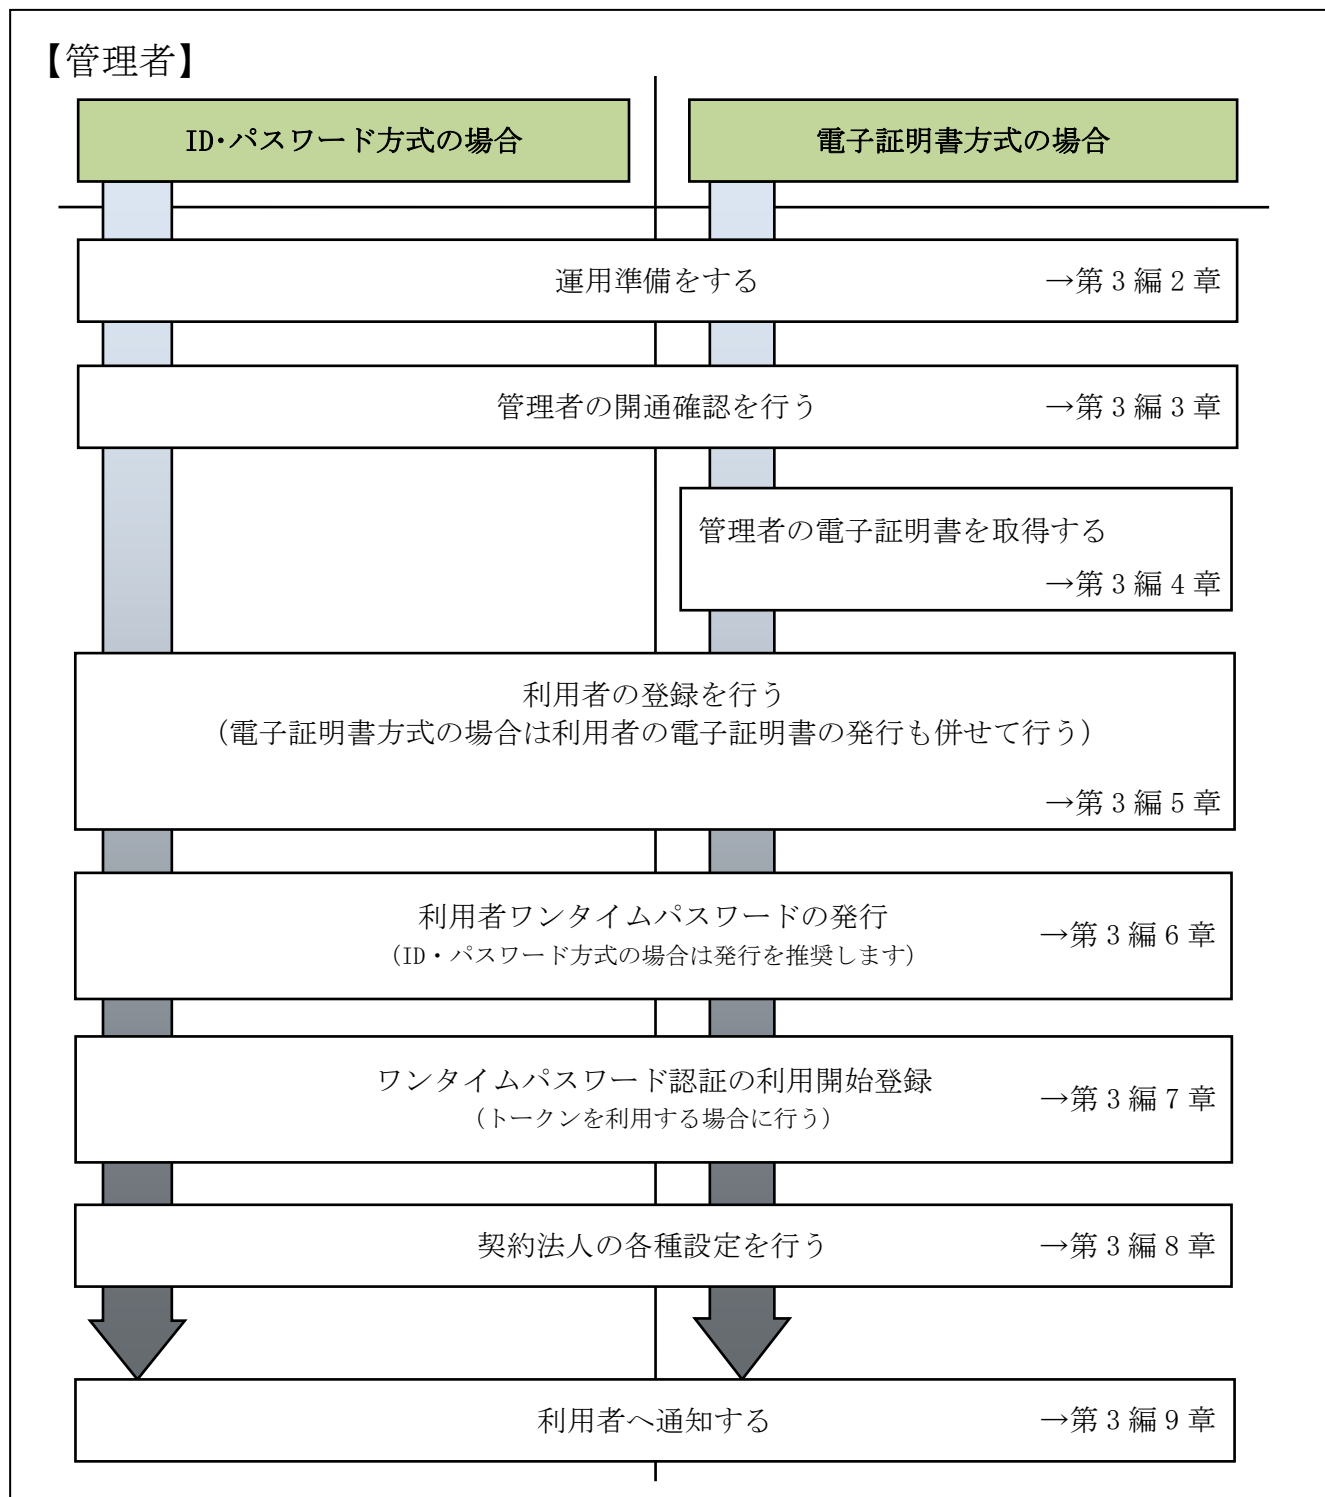 【管理者】
ID・パスワード方式の場合
電子証明書方式の場合
運用準備をする →第3編2章
管理者の開通確認を行う →第3編3章
管理者の電子証明書を取得する
→第3編4章
利用者の登録を行う
（電子証明書方式の場合は利用者の電子証明書の発行も併せて行う）
→第3編5章
利用者ワンタイムパスワードの発行
（ID・パスワード方式の場合は発行を推奨します）
→第3編6章
ワンタイムパスワード認証の利用開始登録
（トークンを利用する場合に行う）
→第3編7章
契約法人の各種設定を行う →第3編8章
利用者へ通知する →第3編9章